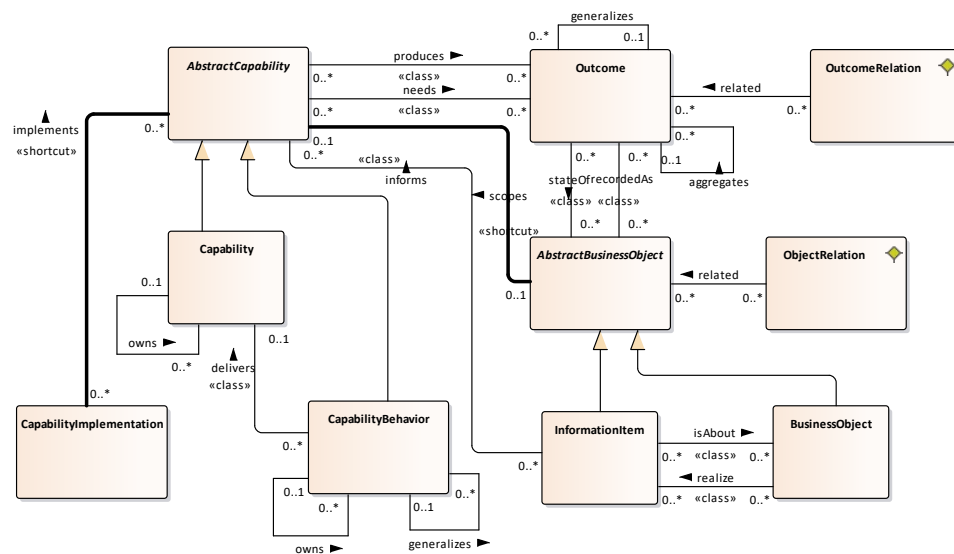 generalizes
0..*
0..1
AbstractCapability
produces
0..*
«class»
0..*
needs
0..*
«class»
0..*
Outcome
related
0..*
0..*
OutcomeRelation
implements
«shortcut»
0..*
0..1
0..*
«class»
informs
0..*
0..1
aggregates
0..*
0..*
stateOf
recordedAs
«class»
«class»
scopes
«shortcut»
0..*
0..*
Capability
AbstractBusinessObject
related
0..*
0..*
ObjectRelation
0..1
0..1
owns
0..*
0..1
delivers
«class»
0..*
CapabilityImplementation
CapabilityBehavior
0..*
InformationItem
isAbout
0..*
«class»
0..*
realize
0..*
«class»
0..*
BusinessObject
0..*
0..1
0..*
owns
0..1
0..*
generalizes